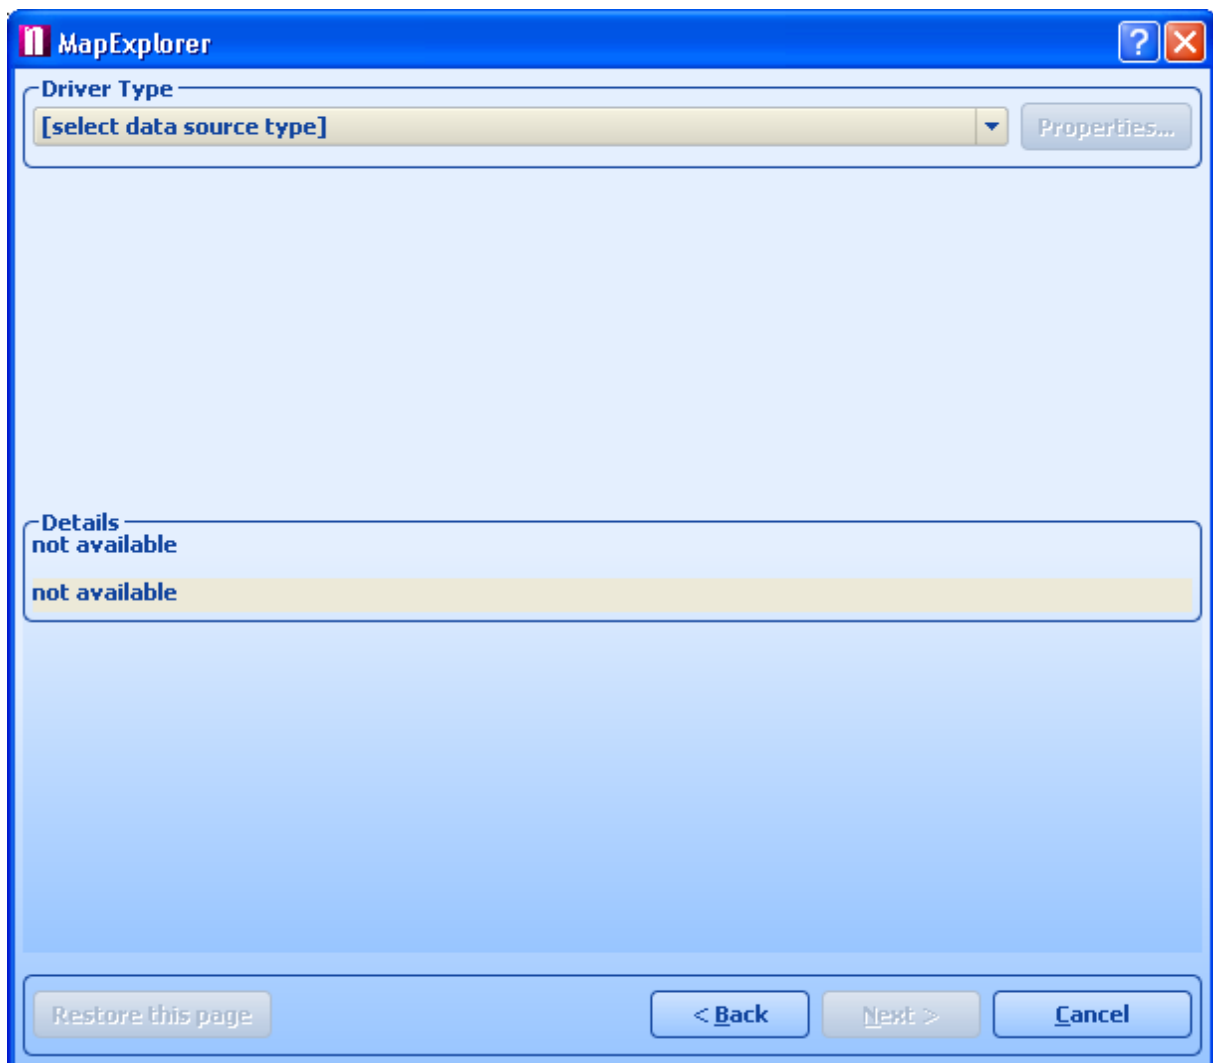 MapExplorer
Driver Type
[select data source type]
Properties...
Details
not available
not available
Restore this page
< Back
Next >
Cancel